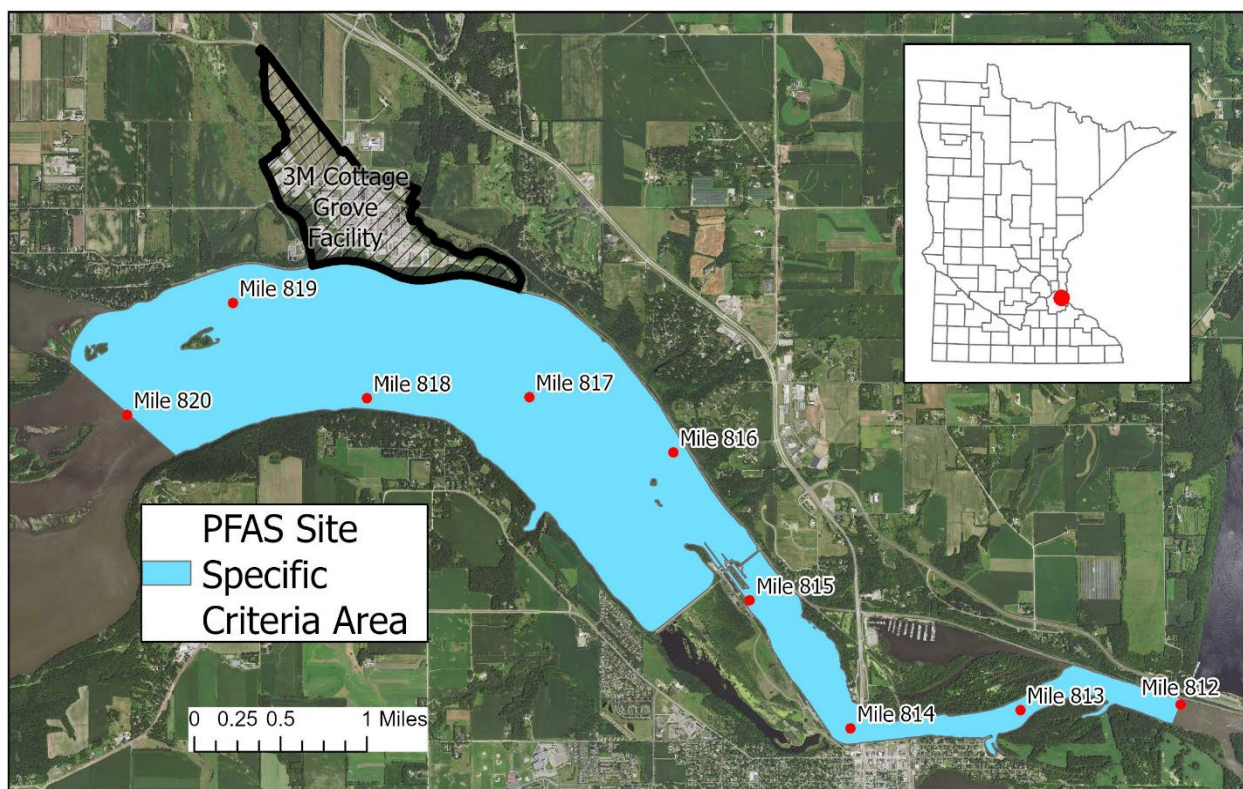 3M Cottage
Grove
Facility
Mile 819
Mile 820
Mile 818
Mile 817
Mile 816
Mile 815
Mile 814
Mile 813
Mile 812
PFAS Site
Specific
Criteria Area
0 0.25 0.5 1 Miles